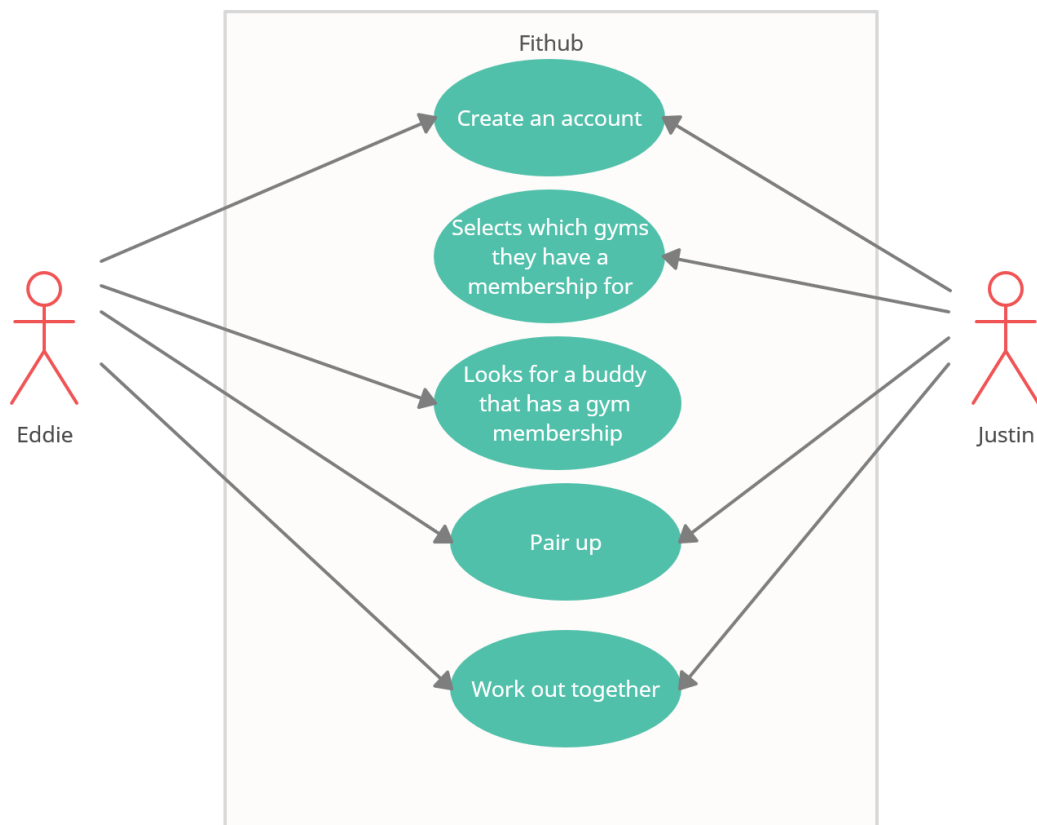 Fithub
Create an account
Selects which gyms
they have a
membership for
Looks for a buddy
that has a gym
membership
Eddie
Justin
Pair up
Work out together